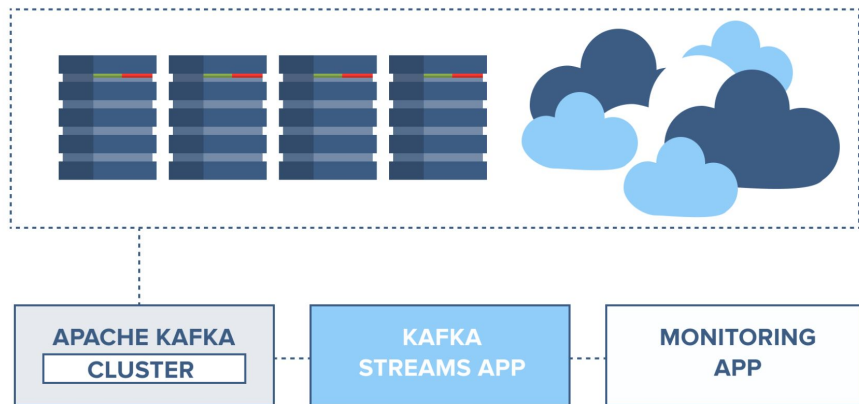 APACHE KAFKA
CLUSTER
KAFKA
STREAMS APP
MONITORING
APP